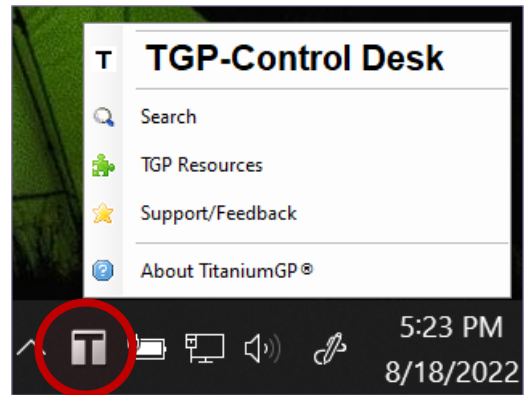 T TGP-Control Desk
Search
TGP Resources
Support/Feedback
? About TitaniumGP®
T
5:23 PM
8/18/2022